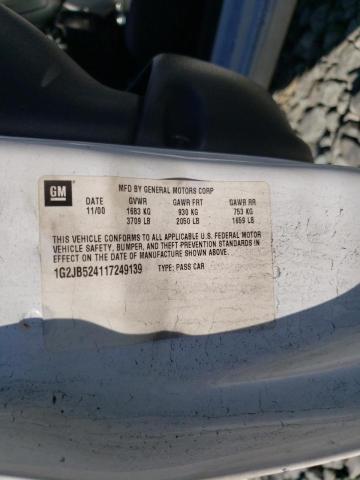 GM
MFD BY GENERAL MOTORS CORP
DATE GVWR GAWR FRT GAWR RR
11/00 1683 KG 930 KG 753 KG
3709 LB 2050 LB 1659 LB
THIS VEHICLE CONFORMS TO ALL APPLICABLE U.S. FEDERAL MOTOR
VEHICLE SAFETY, BUMPER, AND THEFT PREVENTION STANDARDS IN
EFFECT ON THE DATE OF MANUFACTURE SHOWN ABOVE.
1G2JB524117249139 TYPE: PASS CAR